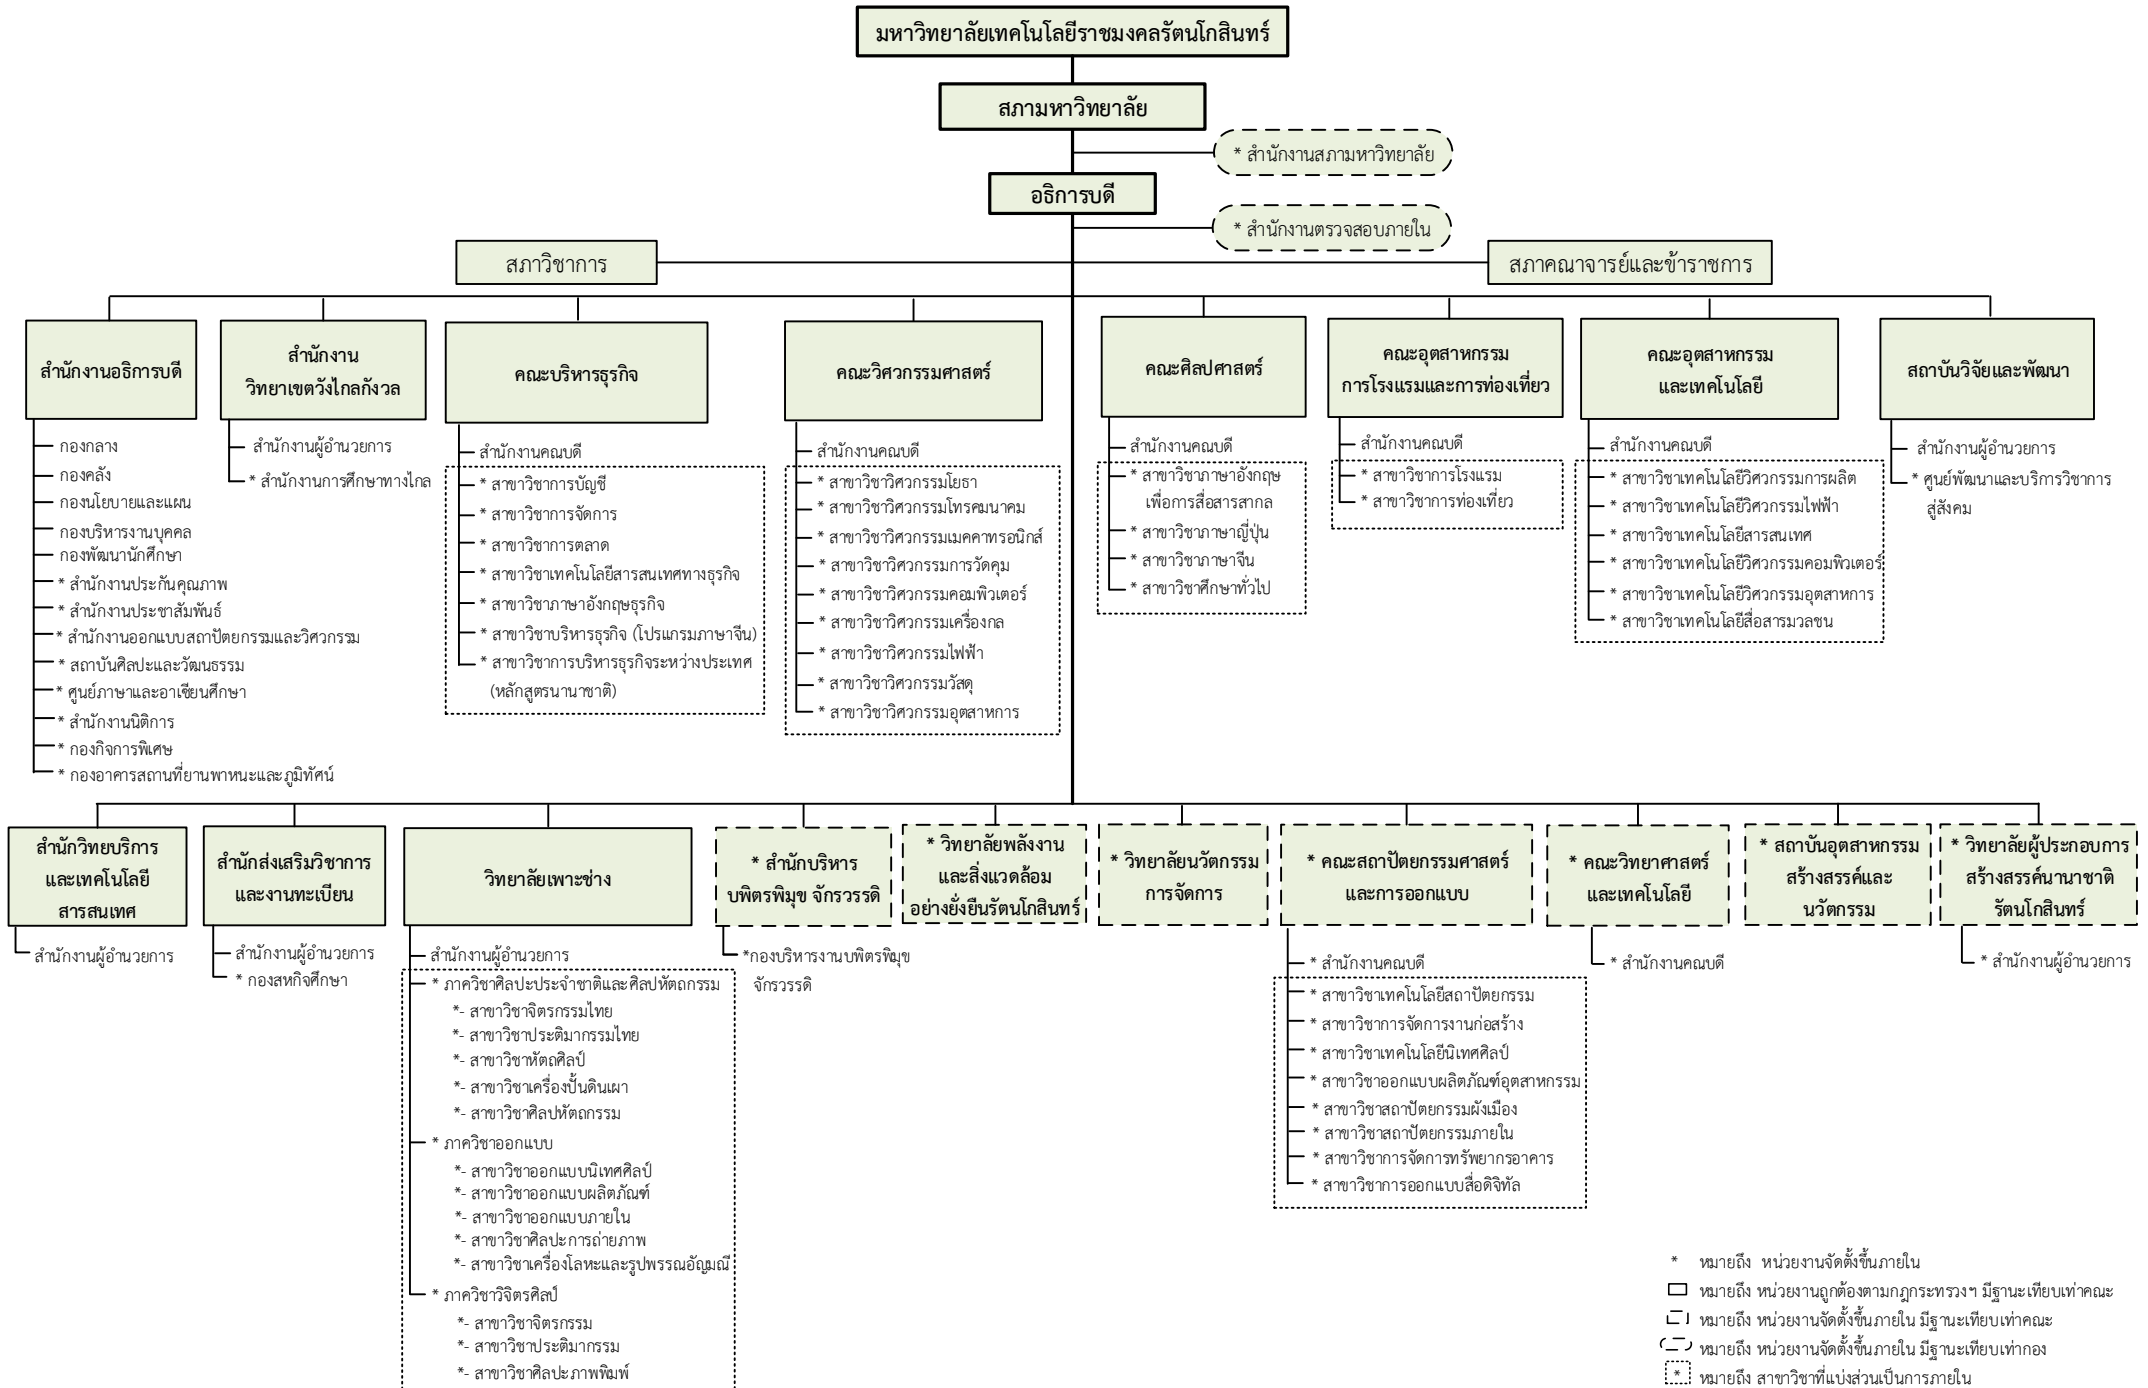 มหาวิทยาลัยเทคโนโลยีราชมงคลรัตนโกสินทร์
สภามหาวิทยาลัย
* สำนักงานสภามหาวิทยาลัย
อธิการบดี
* สำนักงานตรวจสอบภายใน
สภาวิชาการ
สภาคณาจารย์และข้าราชการ
สำนักงานอธิการบดี
กองกลาง
กองคลัง
กองนโยบายและแผน
กองบริหารงานบุคคล
กองพัฒนานักศึกษา
* สำนักงานประกันคุณภาพ
* สำนักงานประชาสัมพันธ์
* สำนักงานออกแบบสถาปัตยกรรมและวิศวกรรม
* สถาบันศิลปะและวัฒนธรรม
* ศูนย์ภาษาและอาเซียนศึกษา
* สำนักงานนิติการ
* กองกิจการพิเศษ
* กองอาคารสถานที่ยานพาหนะและภูมิทัศน์
สำนักงาน
วิทยาเขตวังไกลกังวล
สำนักงานผู้อำนวยการ
* สำนักงานการศึกษาทางไกล
คณะบริหารธุรกิจ
สำนักงานคณบดี
* สาขาวิชาการบัญชี
* สาขาวิชาการจัดการ
* สาขาวิชาการตลาด
* สาขาวิชาเทคโนโลยีสารสนเทศทางธุรกิจ
* สาขาวิชาภาษาอังกฤษธุรกิจ
* สาขาวิชาบริหารธุรกิจ (โปรแกรมภาษาจีน)
* สาขาวิชาการบริหารธุรกิจระหว่างประเทศ
(หลักสูตรนานาชาติ)
คณะวิศวกรรมศาสตร์
สำนักงานคณบดี
* สาขาวิชาวิศวกรรมโยธา
* สาขาวิชาวิศวกรรมโทรคมนาคม
* สาขาวิชาวิศวกรรมเมคคาทรอนิกส์
* สาขาวิชาวิศวกรรมการวัดคุม
* สาขาวิชาวิศวกรรมคอมพิวเตอร์
* สาขาวิชาวิศวกรรมเครื่องกล
* สาขาวิชาวิศวกรรมไฟฟ้า
* สาขาวิชาวิศวกรรมวัสดุ
* สาขาวิชาวิศวกรรมอุตสาหการ
คณะศิลปศาสตร์
สำนักงานคณบดี
* สาขาวิชาภาษาอังกฤษ
เพื่อการสื่อสารสากล
* สาขาวิชาภาษาญี่ปุ่น
* สาขาวิชาภาษาจีน
* สาขาวิชาศึกษาทั่วไป
คณะอุตสาหกรรม
การโรงแรมและการท่องเที่ยว
สำนักงานคณบดี
* สาขาวิชาการโรงแรม
* สาขาวิชาการท่องเที่ยว
คณะอุตสาหกรรม
และเทคโนโลยี
สำนักงานคณบดี
* สาขาวิชาเทคโนโลยีวิศวกรรมการผลิต
* สาขาวิชาเทคโนโลยีวิศวกรรมไฟฟ้า
* สาขาวิชาเทคโนโลยีสารสนเทศ
* สาขาวิชาเทคโนโลยีวิศวกรรมคอมพิวเตอร์
* สาขาวิชาเทคโนโลยีวิศวกรรมอุตสาหการ
* สาขาวิชาเทคโนโลยีสื่อสารมวลชน
สถาบันวิจัยและพัฒนา
สำนักงานผู้อำนวยการ
* ศูนย์พัฒนาและบริการวิชาการ
สู่สังคม
สำนักวิทยบริการ
และเทคโนโลยี
สารสนเทศ
สำนักงานผู้อำนวยการ
สำนักส่งเสริมวิชาการ
และงานทะเบียน
สำนักงานผู้อำนวยการ
* กองสหกิจศึกษา
วิทยาลัยเพาะช่าง
สำนักงานผู้อำนวยการ
* ภาควิชาศิลปะประจำชาติและศิลปหัตถกรรม
*- สาขาวิชาจิตรกรรมไทย
*- สาขาวิชาประติมากรรมไทย
*- สาขาวิชาหัตถศิลป์
*- สาขาวิชาเครื่องปั้นดินเผา
*- สาขาวิชาศิลปหัตถกรรม
* ภาควิชาออกแบบ
*- สาขาวิชาออกแบบนิเทศศิลป์
*- สาขาวิชาออกแบบผลิตภัณฑ์
*- สาขาวิชาออกแบบภายใน
*- สาขาวิชาศิลปะการถ่ายภาพ
*- สาขาวิชาเครื่องโลหะและรูปพรรณอัญมณี
* ภาควิชาวิจิตรศิลป์
*- สาขาวิชาจิตรกรรม
*- สาขาวิชาประติมากรรม
*- สาขาวิชาศิลปะภาพพิมพ์
* สำนักบริหาร
บพิตรพิมุข จักรวรรดิ
*กองบริหารงานบพิตรพิมุข
จักรวรรดิ
* วิทยาลัยพลังงาน
และสิ่งแวดล้อม
อย่างยั่งยืนรัตนโกสินทร์
* วิทยาลัยนวัตกรรม
การจัดการ
* คณะสถาปัตยกรรมศาสตร์
และการออกแบบ
* สำนักงานคณบดี
* สาขาวิชาเทคโนโลยีสถาปัตยกรรม
* สาขาวิชาการจัดการงานก่อสร้าง
* สาขาวิชาเทคโนโลยีนิเทศศิลป์
* สาขาวิชาออกแบบผลิตภัณฑ์อุตสาหกรรม
* สาขาวิชาสถาปัตยกรรมผังเมือง
* สาขาวิชาสถาปัตยกรรมภายใน
* สาขาวิชาการจัดการทรัพยากรอาคาร
* สาขาวิชาการออกแบบสื่อดิจิทัล
* คณะวิทยาศาสตร์
และเทคโนโลยี
* สำนักงานคณบดี
* สถาบันอุตสาหกรรม
สร้างสรรค์และ
นวัตกรรม
* วิทยาลัยผู้ประกอบการ
สร้างสรรค์นานาชาติ
รัตนโกสินทร์
* สำนักงานผู้อำนวยการ
* หมายถึง หน่วยงานจัดตั้งขึ้นภายใน
หมายถึง หน่วยงานถูกต้องตามกฎกระทรวงฯ มีฐานะเทียบเท่าคณะ
หมายถึง หน่วยงานจัดตั้งขึ้นภายใน มีฐานะเทียบเท่าคณะ
หมายถึง หน่วยงานจัดตั้งขึ้นภายใน มีฐานะเทียบเท่ากอง
* หมายถึง สาขาวิชาที่แบ่งส่วนเป็นการภายใน